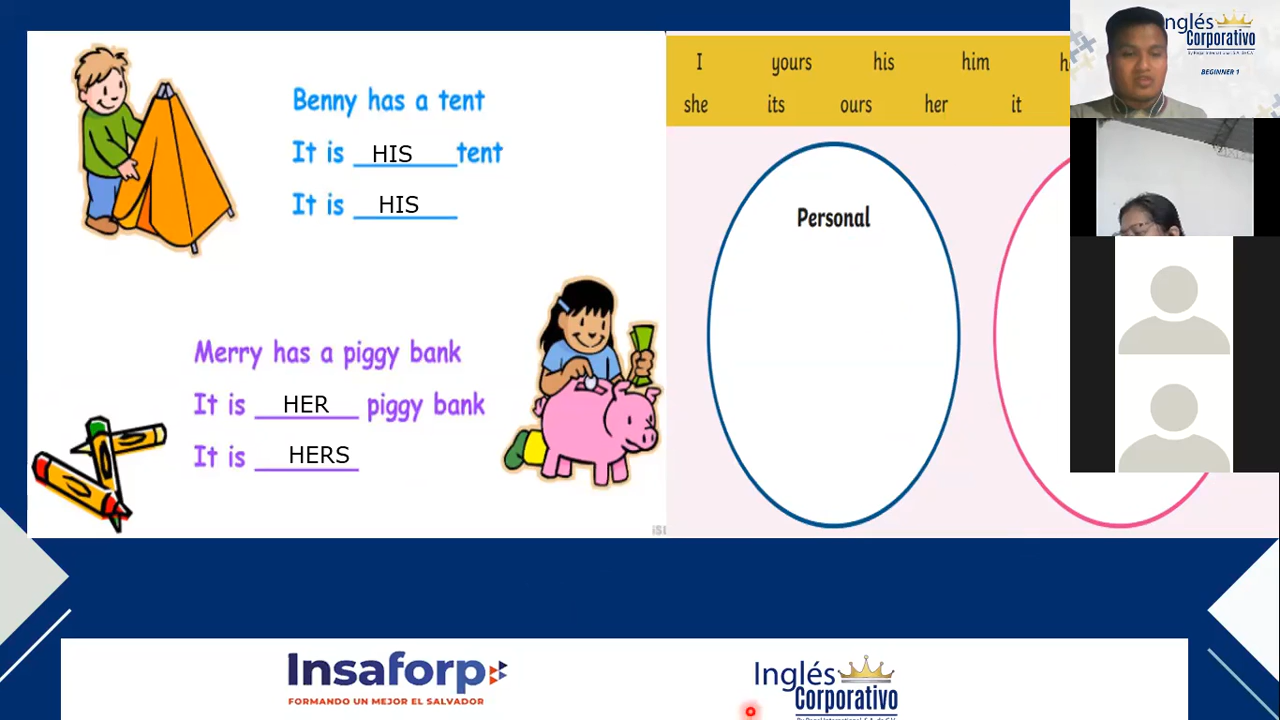 Benny has a tent
It is HIS tent
It is HIS
Merry has a piggy bank
It is HER piggy bank
It is HERS
I yours his him
she its ours her it
Personal
Inglés
Corporativo
BEGINNER 1
Insaforp
FORMANDO UN MEJOR EL SALVADOR
Inglés
Corporativo